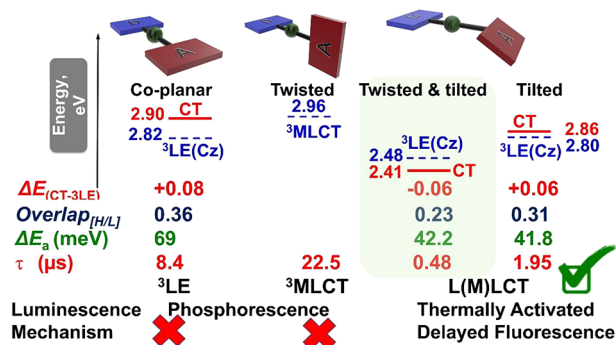 D M A
D M A
D M A
Co-planar Twisted Twisted & tilted Tilted
Energy, eV
2.90 CT
2.82 ³LE(Cz)
2.96
³MLCT
³LE(Cz)
2.48
2.41 CT
CT 2.86
³LE(Cz) 2.80
ΔE(CT-3LE) +0.08 -0.06 +0.06
Overlap[H/L] 0.36 0.23 0.31
ΔEa (meV) 69 42.2 41.8
τ (µs) 8.4 22.5 0.48 1.95
³LE ³MLCT L(M)LCT
Luminescence Phosphorescence Thermally Activated
Mechanism Delayed Fluorescence